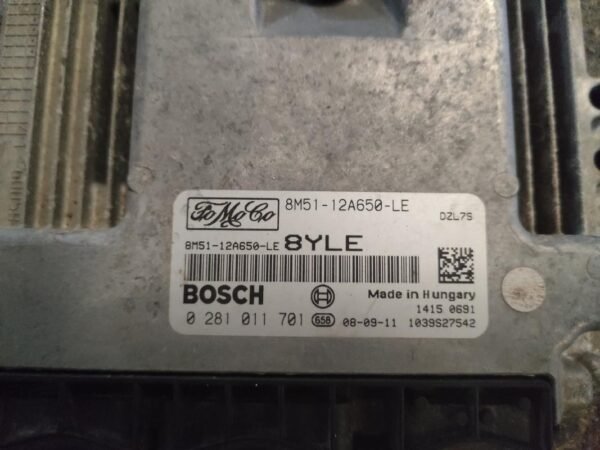 FoMoCo 8M51-12A650-LE
DZL7S
8M51-12A650-LE 8YLE
BOSCH Made in Hungary
1415 0691
0 281 011 701 658 08-09-11 1039S27542